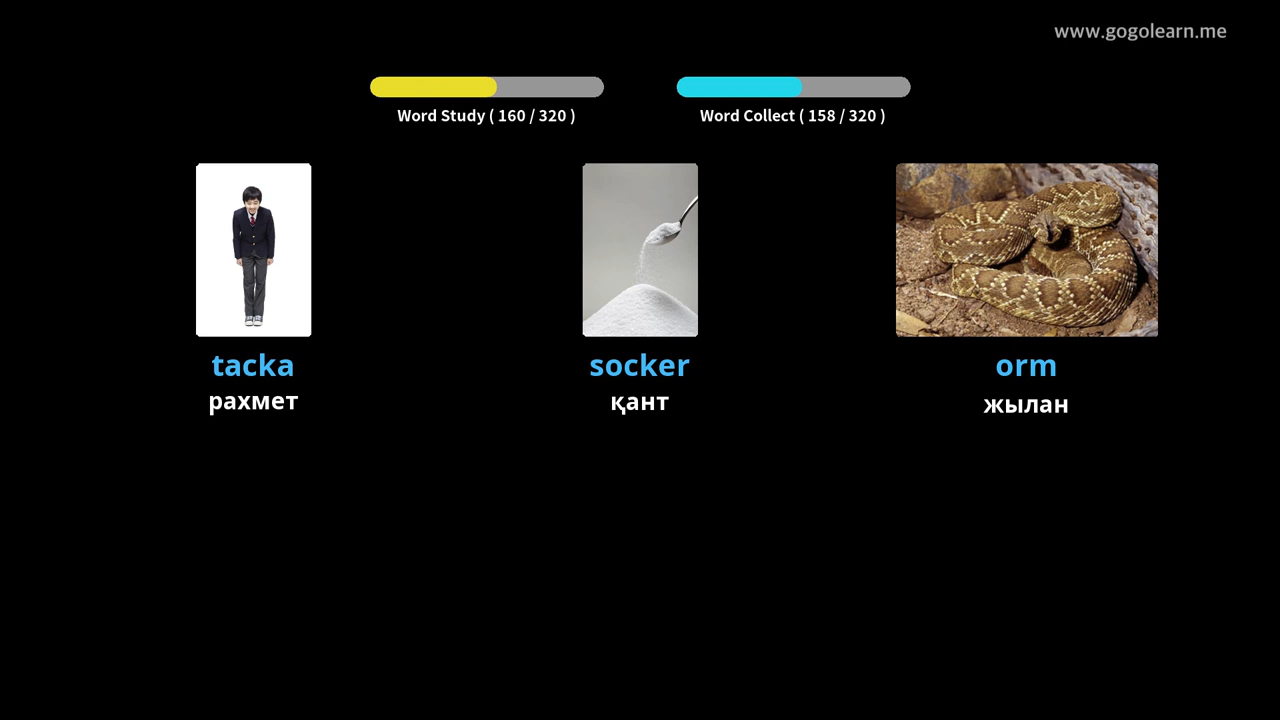 www.gogolearn.me
Word Study ( 160 / 320 )
Word Collect ( 158 / 320 )
tacka
рахмет
socker
қант
orm
жылан